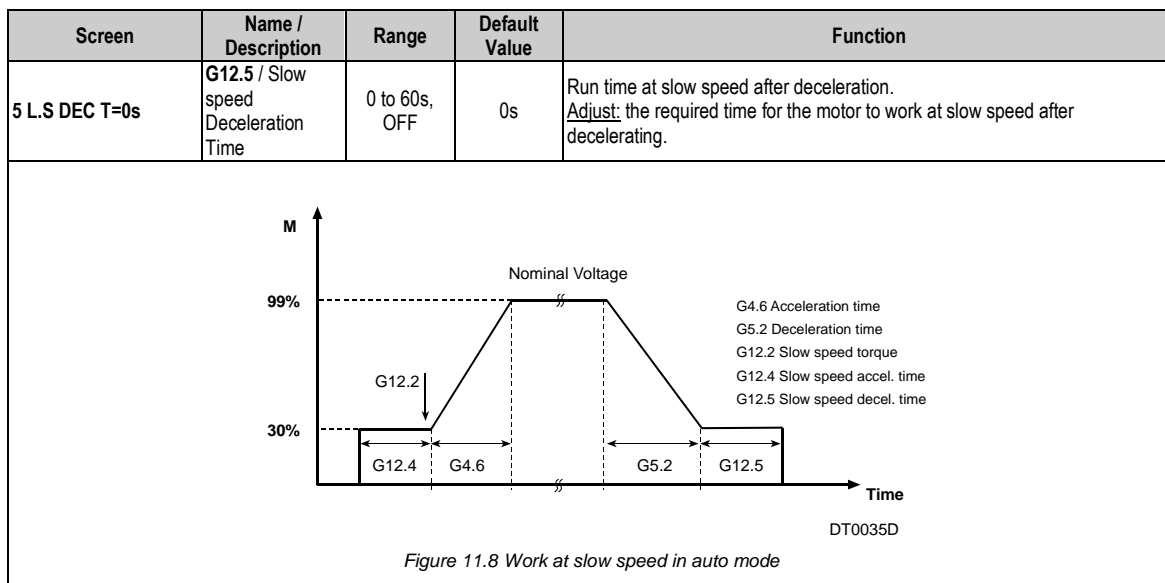 Screen
Name /
Description
Range
Default
Value
Function
5 L.S DEC T=0s
G12.5 / Slow
speed
Deceleration
Time
0 to 60s,
OFF
0s
Run time at slow speed after deceleration.
Adjust: the required time for the motor to work at slow speed after
decelerating.
M
Nominal Voltage
99%
G4.6 Acceleration time
G5.2 Deceleration time
G12.2 Slow speed torque
G12.4 Slow speed accel. time
G12.5 Slow speed decel. time
G12.2
30%
G12.4
G4.6
G5.2
G12.5
Time
DT0035D
Figure 11.8 Work at slow speed in auto mode